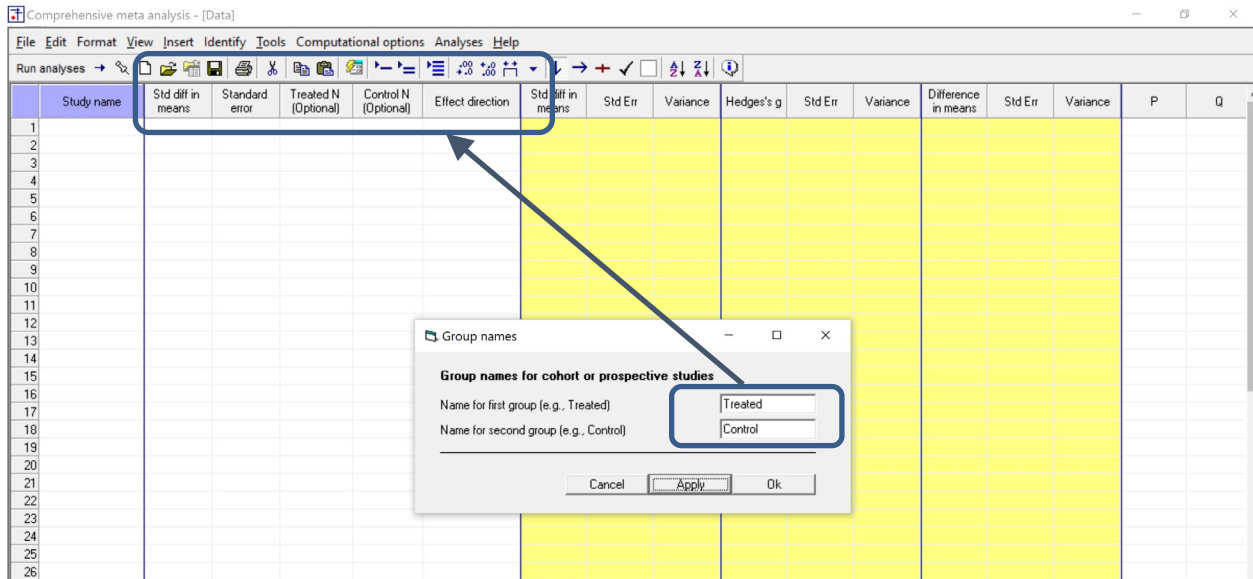 Comprehensive meta analysis - [Data]
File Edit Format View Insert Identify Tools Computational options Analyses Help
Run analyses
Study name Std diff in means Standard error Treated N (Optional) Control N (Optional) Effect direction Std diff in means Std Err Variance Hedges's g Std Err Variance Difference in means Std Err Variance P Q
1
2
3
4
5
6
7
8
9
10
11
12
13
14
15
16
17
18
19
20
21
22
23
24
25
26
Group names
Group names for cohort or prospective studies
Name for first group (e.g., Treated) Treated
Name for second group (e.g., Control) Control
Cancel Apply Ok